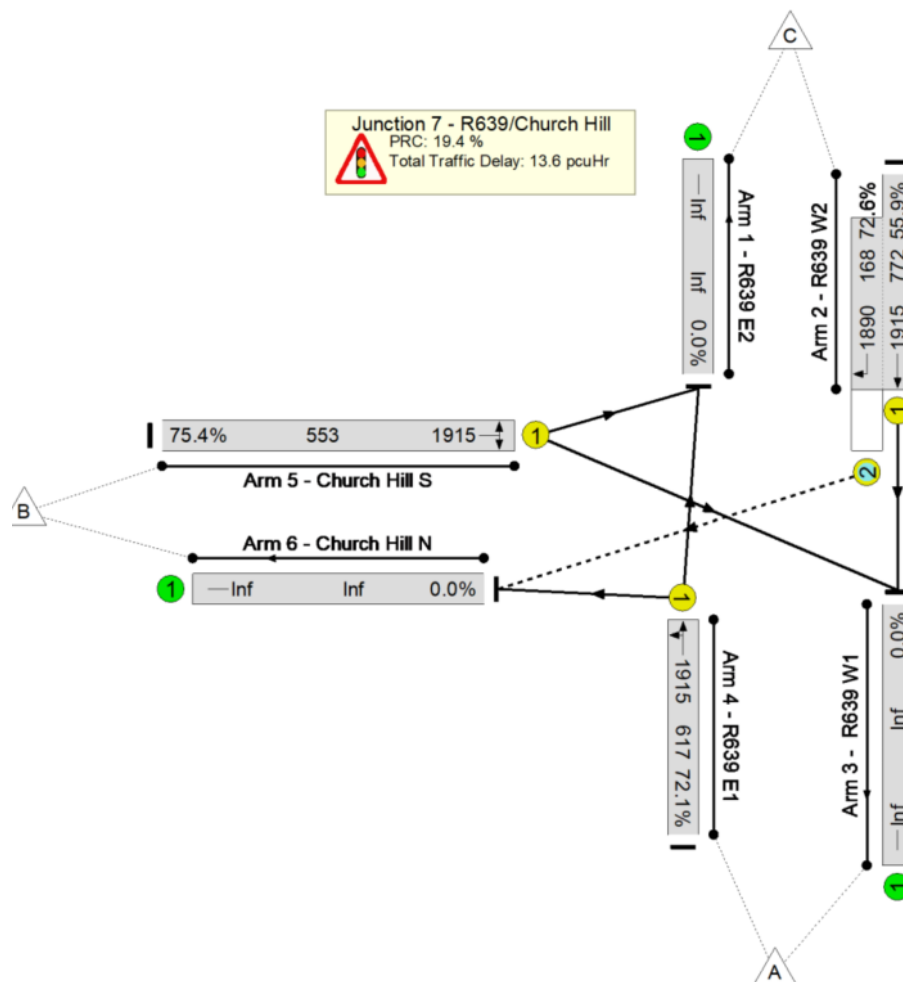 C
Junction 7 - R639/Church Hill
PRC: 19.4 %
Total Traffic Delay: 13.6 pcuHr
1
Inf Inf 0.0%
Arm 1 - R639 E2
Arm 2 - R639 W2
1890 168 72.6%
1915 772 55.9%
1
2
75.4% 553 1915
1
Arm 5 - Church Hill S
B
Arm 6 - Church Hill N
1
Inf Inf 0.0%
1
1915 617 72.1%
Arm 4 - R639 E1
Arm 3 - R639 W1
Inf Inf 0.0%
1
A